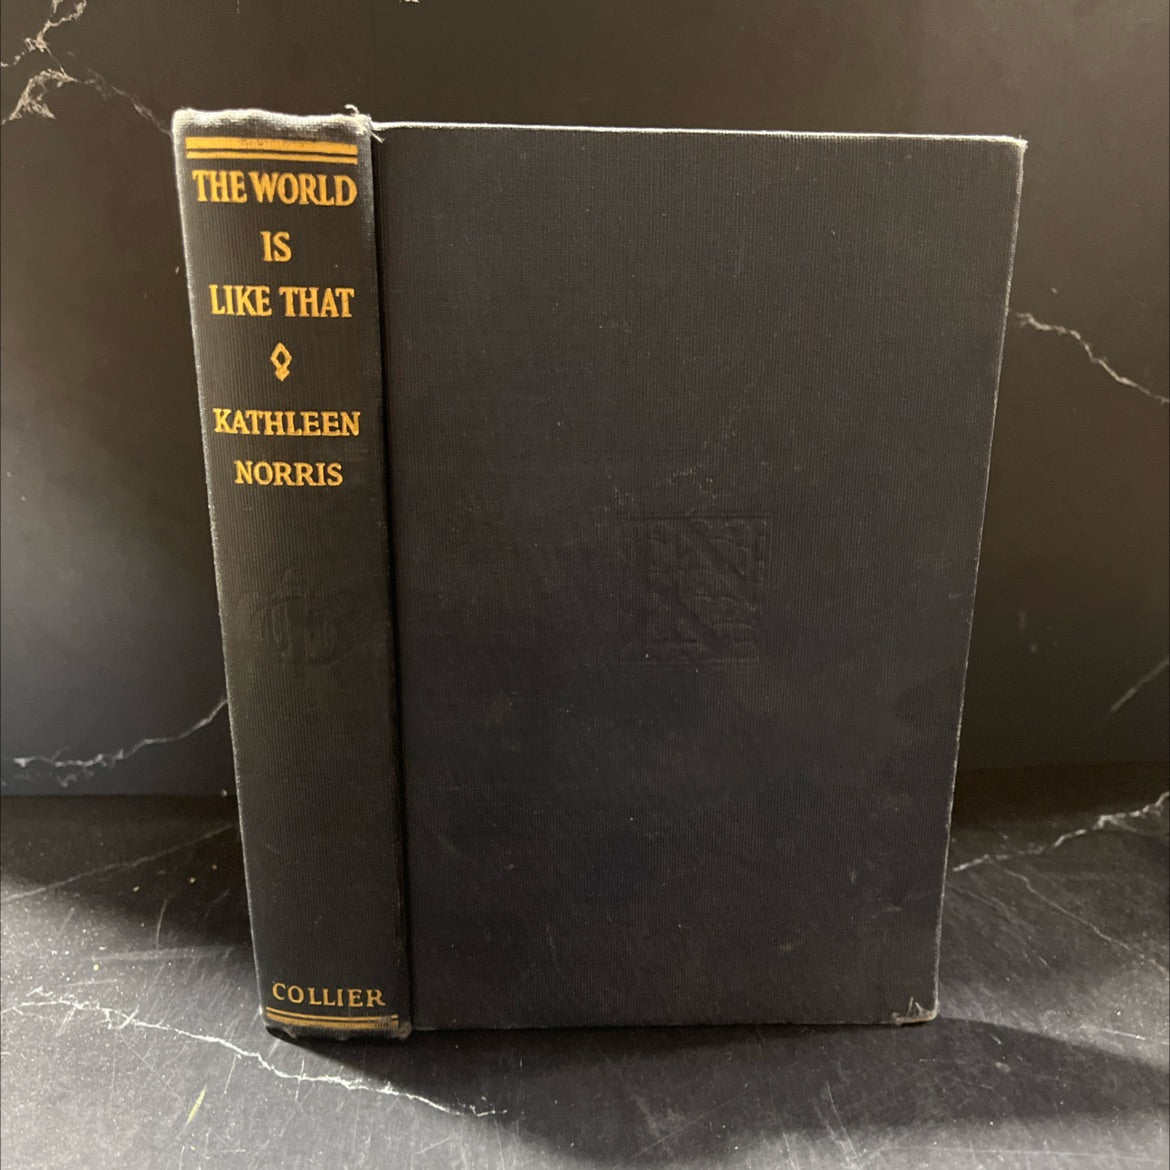 THE WORLD
IS
LIKE THAT
KATHLEEN
NORRIS
COLLIER